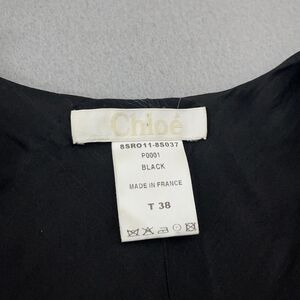 Chloé
8SRO11-8S037
P0001
BLACK
MADE IN FRANCE
T 38